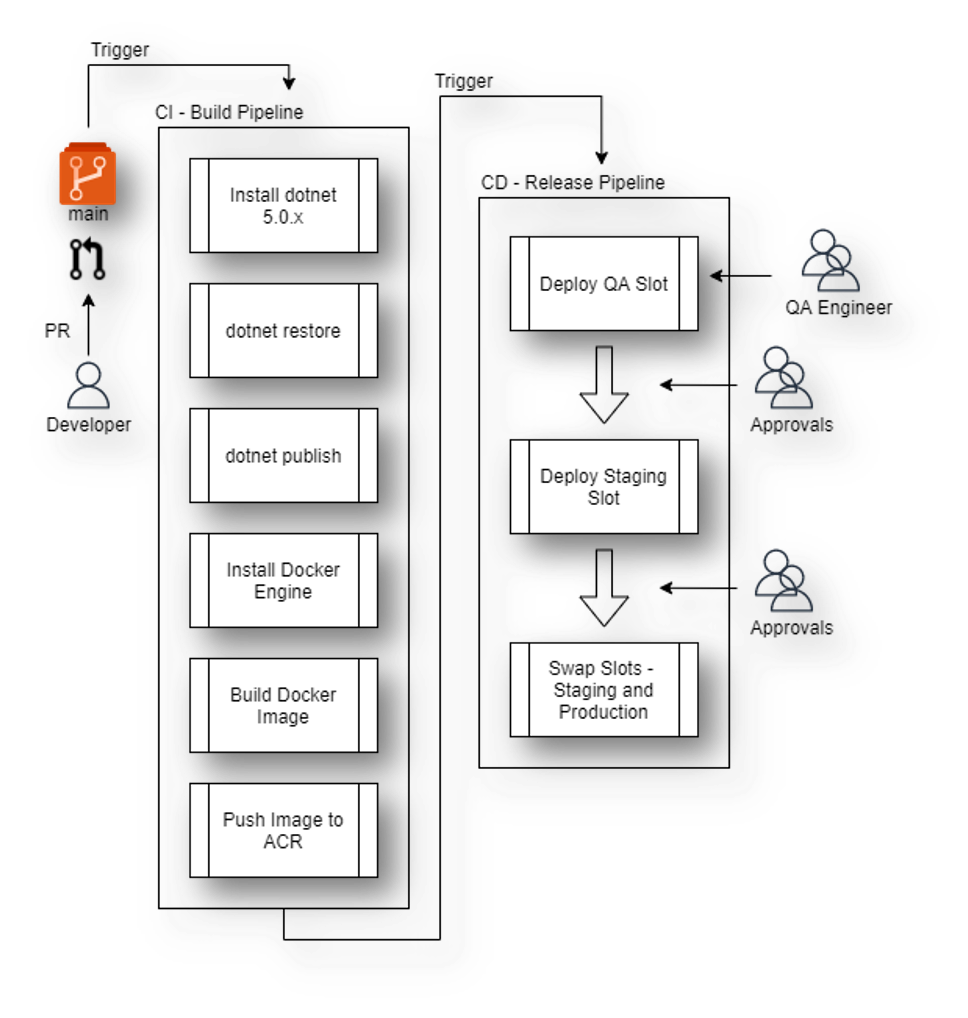 Trigger
Trigger
CI - Build Pipeline
main
PR
Developer
Install dotnet
5.0.x
dotnet restore
dotnet publish
Install Docker
Engine
Build Docker
Image
Push Image to
ACR
CD - Release Pipeline
Deploy QA Slot
QA Engineer
Approvals
Deploy Staging
Slot
Approvals
Swap Slots -
Staging and
Production